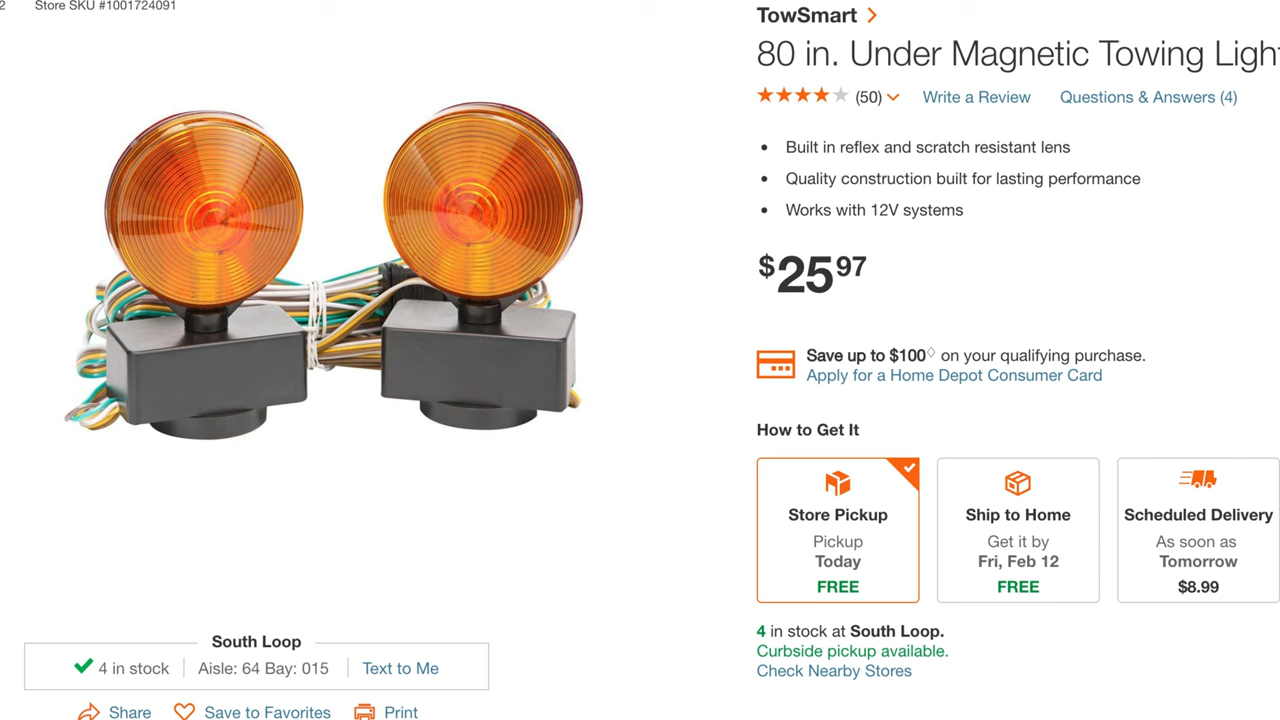 2 Store SKU #1001724091
TowSmart
80 in. Under Magnetic Towing Ligh
(50) Write a Review Questions & Answers (4)
• Built in reflex and scratch resistant lens
• Quality construction built for lasting performance
• Works with 12V systems
$25 97
Save up to $100◊ on your qualifying purchase.
Apply for a Home Depot Consumer Card
How to Get It
Store Pickup
Pickup
Today
FREE
Ship to Home
Get it by
Fri, Feb 12
FREE
Scheduled Delivery
As soon as
Tomorrow
$8.99
4 in stock at South Loop.
Curbside pickup available.
Check Nearby Stores
South Loop
4 in stock Aisle: 64 Bay: 015 Text to Me
Share Save to Favorites Print